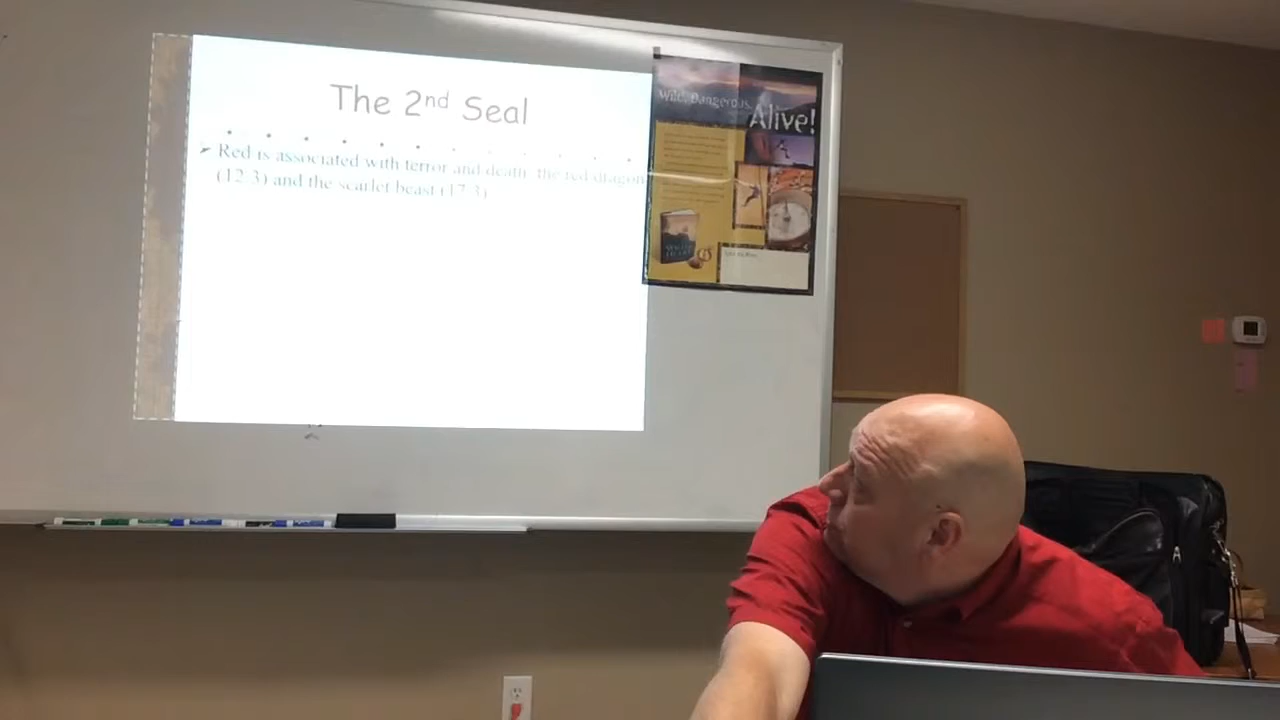 The 2nd Seal
Red is associated with terror and death: the red dragon
(12:3) and the scarlet beast (17:3)
Wild. Dangerous.
Alive!